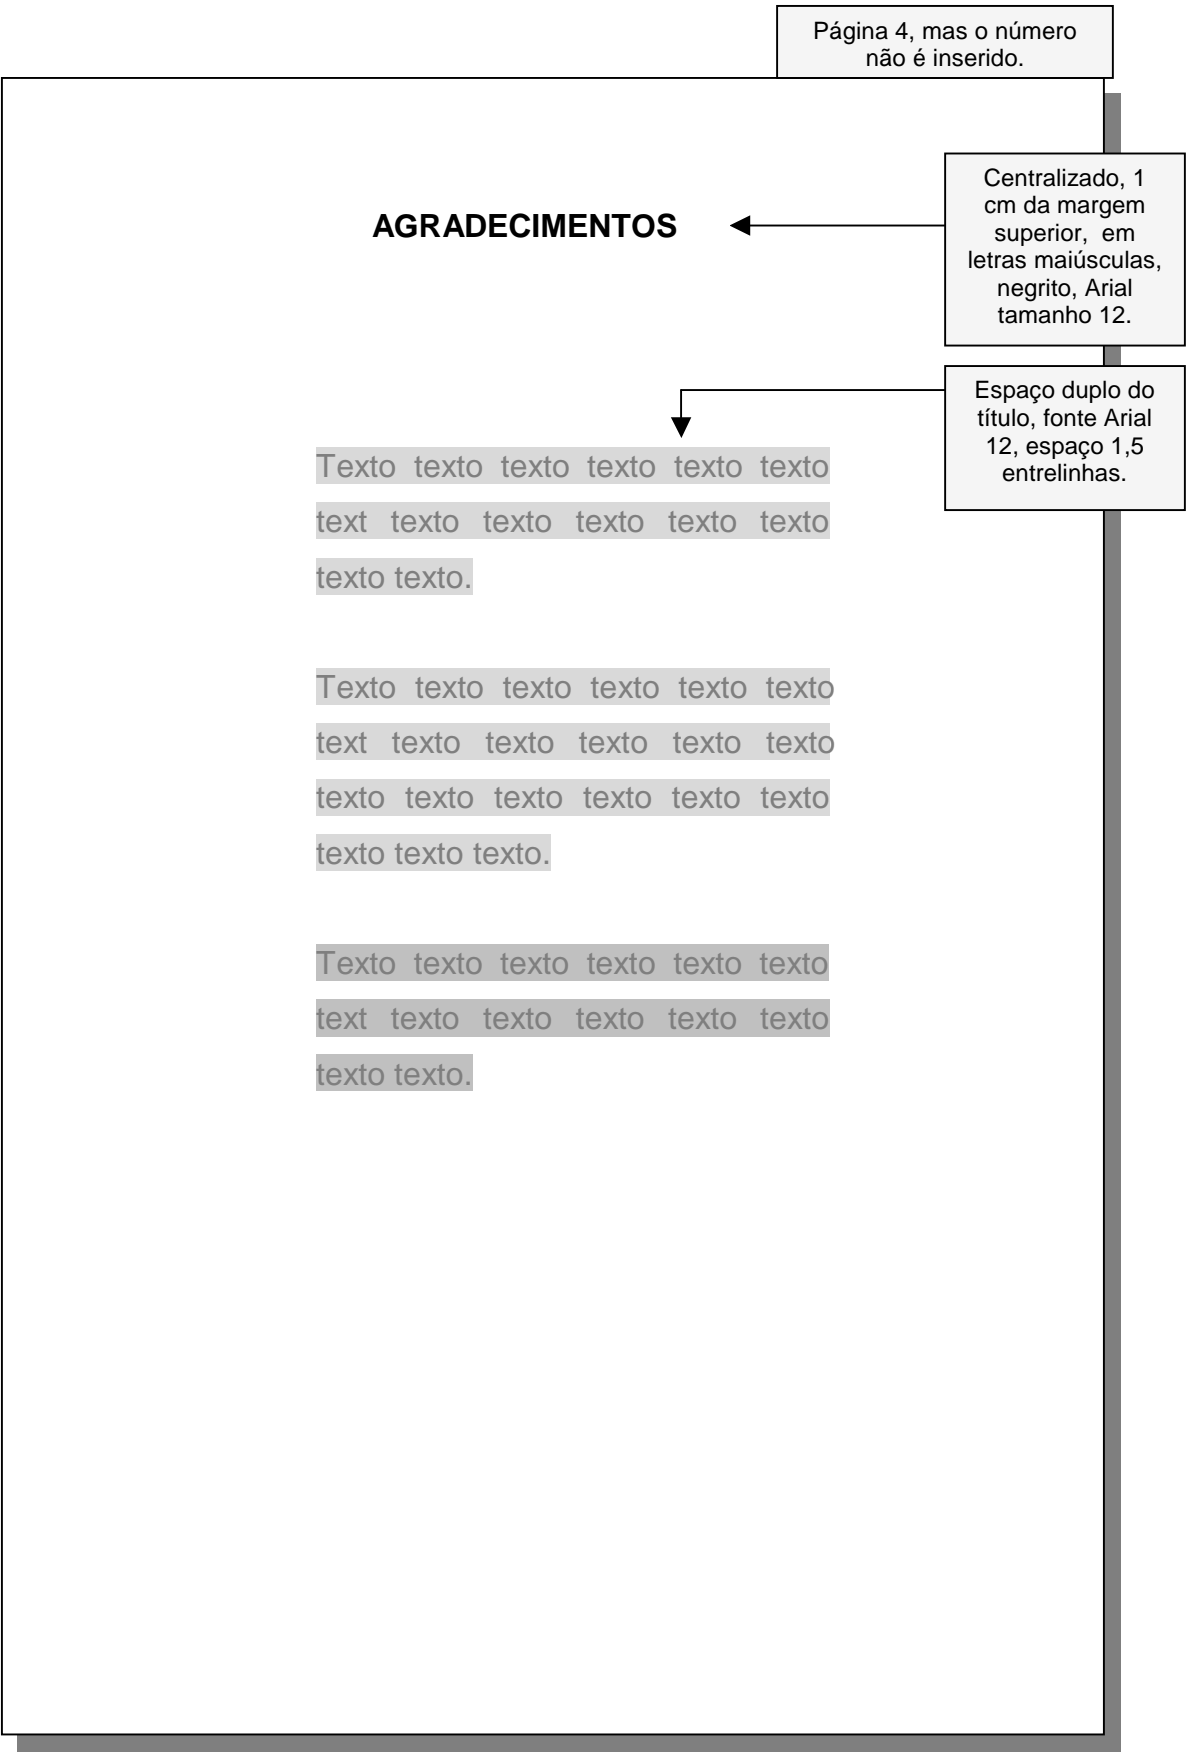 Página 4, mas o número
não é inserido.
Centralizado, 1
cm da margem
superior, em
letras maiúsculas,
negrito, Arial
tamanho 12.
AGRADECIMENTOS
Espaço duplo do
título, fonte Arial
12, espaço 1,5
entrelinhas.
Texto texto texto texto texto texto
text texto texto texto texto texto
texto texto.
Texto texto texto texto texto texto
text texto texto texto texto texto
texto texto texto texto texto texto
texto texto texto.
Texto texto texto texto texto texto
text texto texto texto texto texto
texto texto.